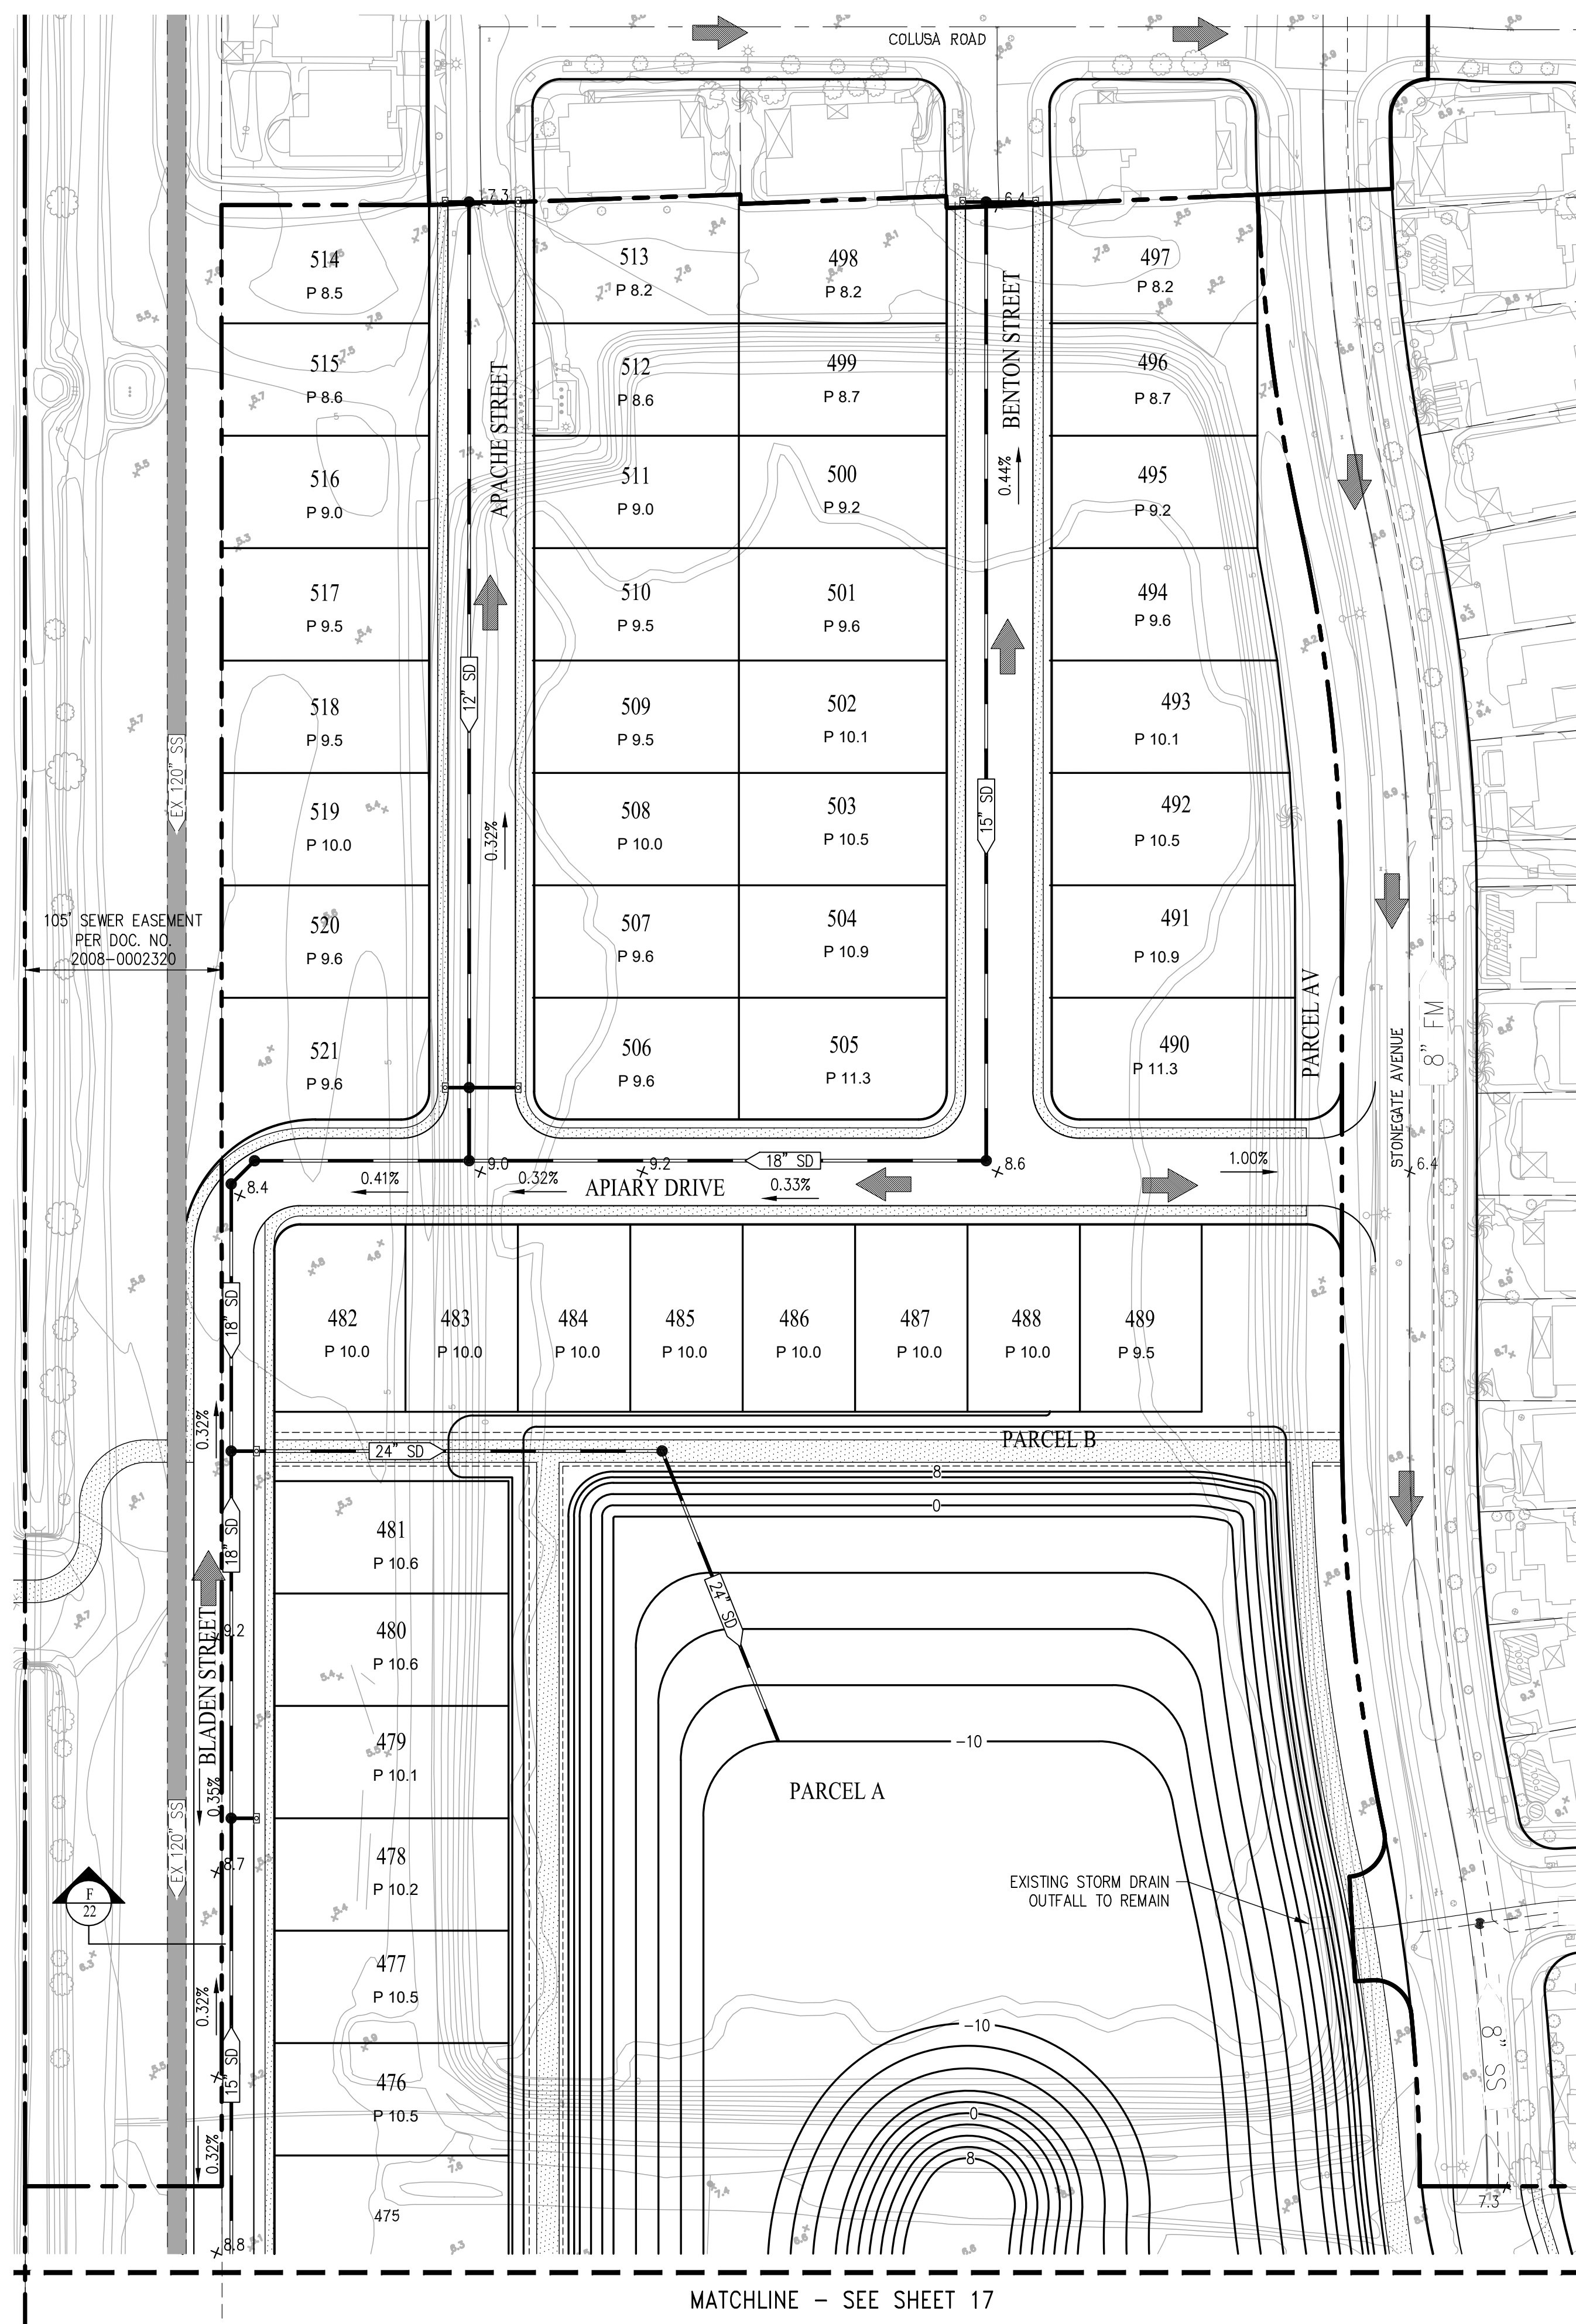 COLUSA ROAD
7.3
6.4
514
P 8.5
513
P 8.2
498
P 8.2
497
P 8.2
515
P 8.6
512
P 8.6
499
P 8.7
496
P 8.7
516
P 9.0
511
P 9.0
500
P 9.2
495
P 9.2
517
P 9.5
510
P 9.5
501
P 9.6
494
P 9.6
518
P 9.5
509
P 9.5
502
P 10.1
493
P 10.1
519
P 10.0
508
P 10.0
503
P 10.5
492
P 10.5
520
P 9.6
507
P 9.6
504
P 10.9
491
P 10.9
521
P 9.6
506
P 9.6
505
P 11.3
490
P 11.3
APACHE STREET
BENTON STREET
0.44%
12" SD
15" SD
0.32%
EX 120" SS
105' SEWER EASEMENT
PER DOC. NO.
2008-0002320
PARCEL AV
STONEGATE AVENUE
8" FM
9.0
9.2
18" SD
8.6
1.00%
6.4
8.4
0.41%
0.32%
APIARY DRIVE
0.33%
18" SD
482
P 10.0
483
P 10.0
484
P 10.0
485
P 10.0
486
P 10.0
487
P 10.0
488
P 10.0
489
P 9.5
0.32%
24" SD
PARCEL B
8
0
481
P 10.6
480
P 10.6
479
P 10.1
478
P 10.2
477
P 10.5
476
P 10.5
475
18" SD
9.2
BLADEN STREET
0.35%
EX 120" SS
8.7
F
22
0.32%
15" SD
0.32%
8.8
24" SD
-10
PARCEL A
EXISTING STORM DRAIN
OUTFALL TO REMAIN
-10
0
8
8" SS
7.3
MATCHLINE - SEE SHEET 17